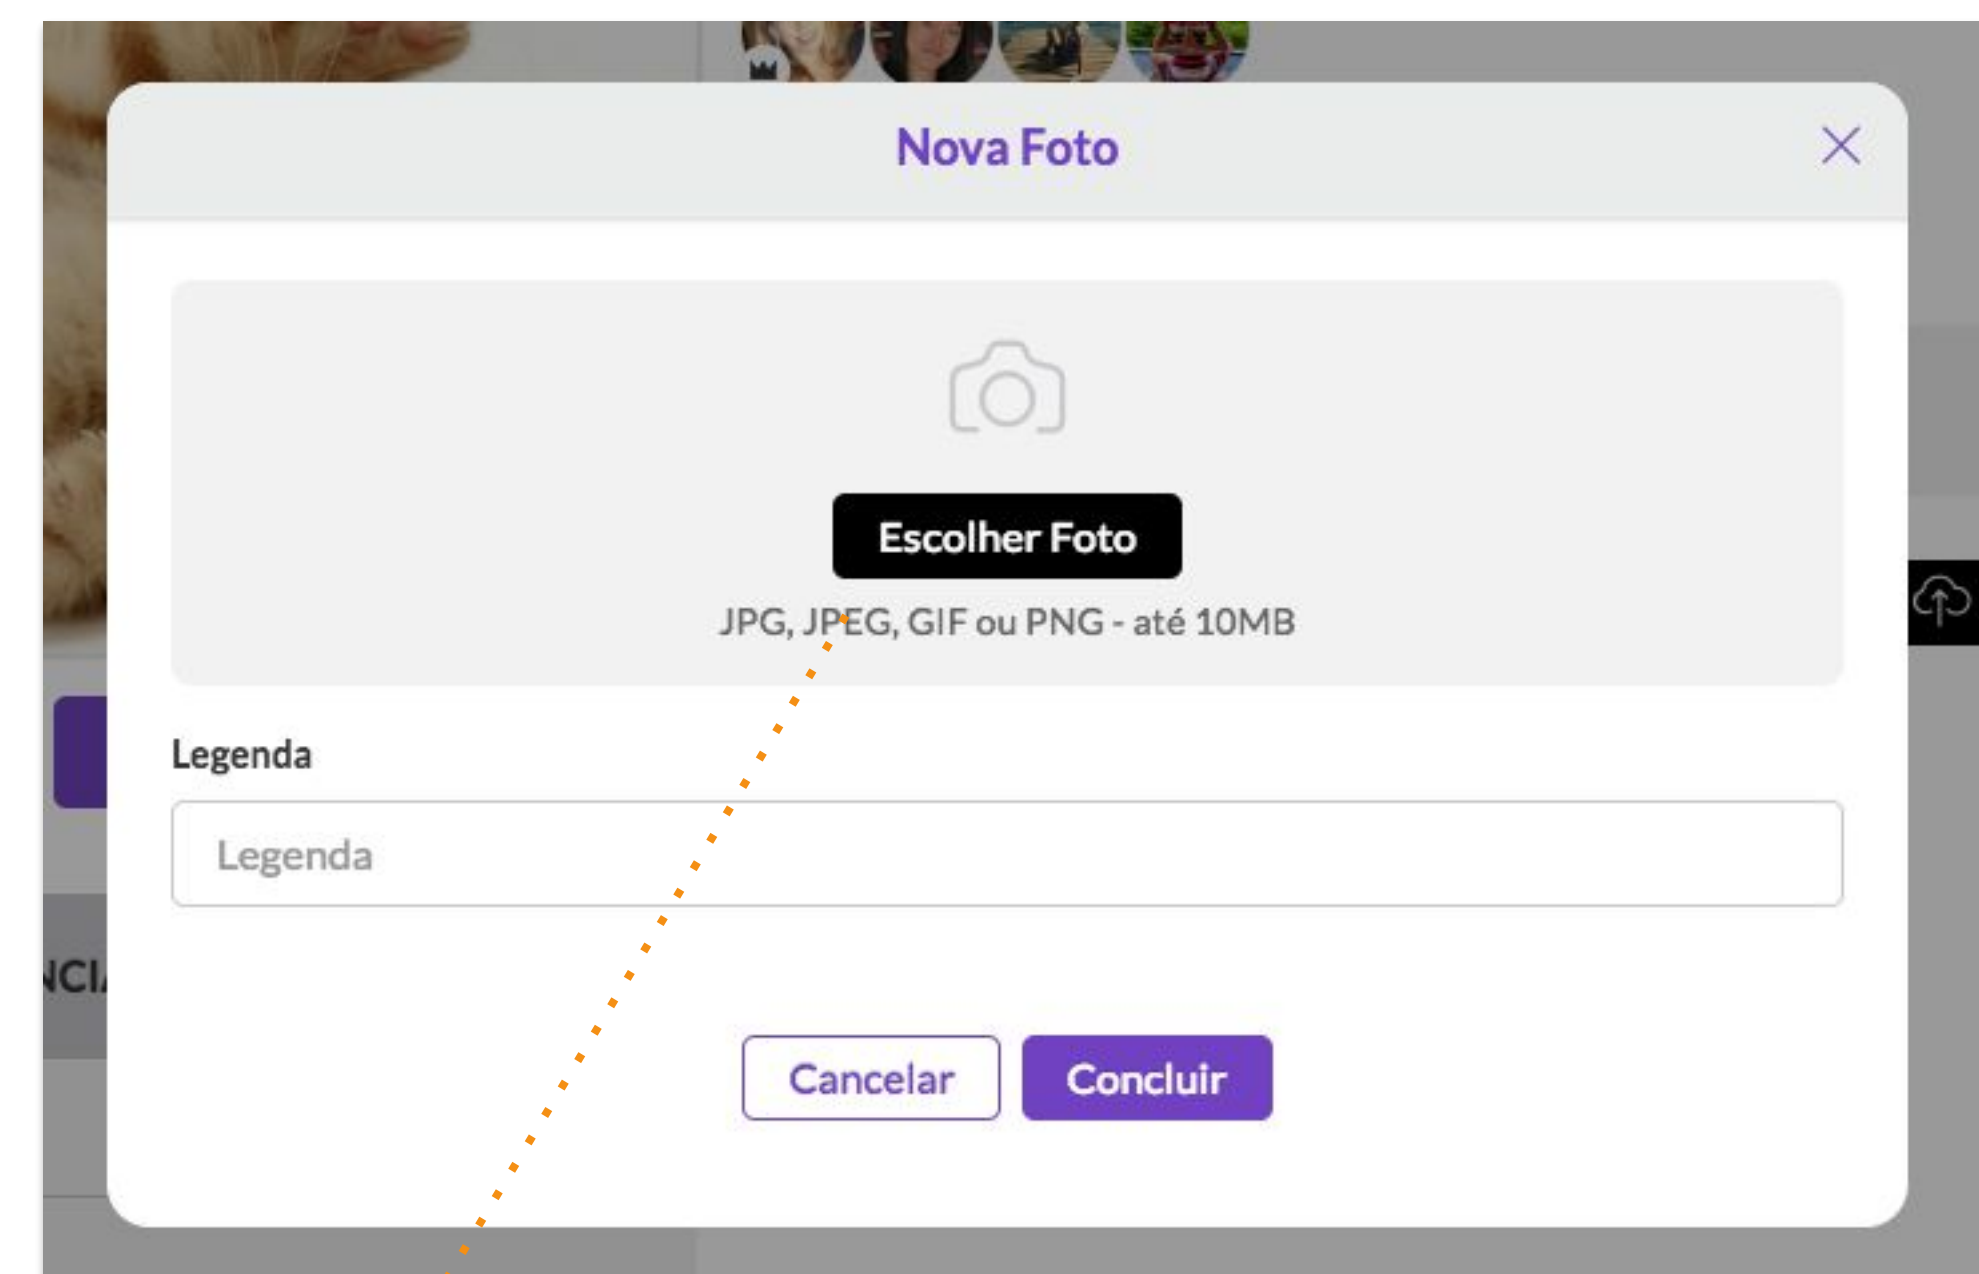 Nova Foto
Escolher Foto
JPG, JPEG, GIF ou PNG - até 10MB
Legenda
Legenda
Cancelar
Concluir